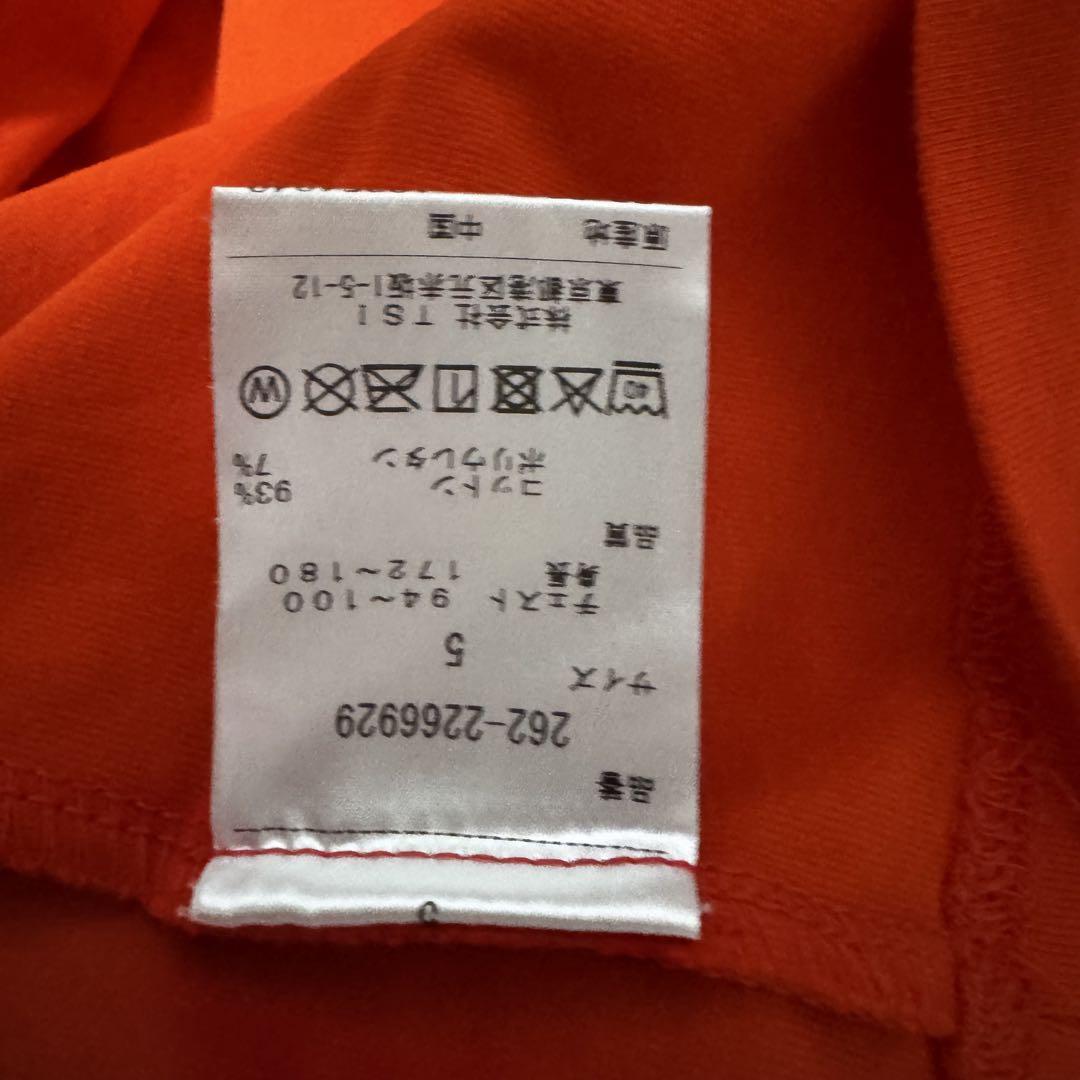 品番
262-2266929
サイズ
5
チェスト 94～100
身長 172～180
品質
コットン 93%
ポリウレタン 7%
40
W
株式会社 TSI
東京都港区元赤坂1-5-12
原産地 中国